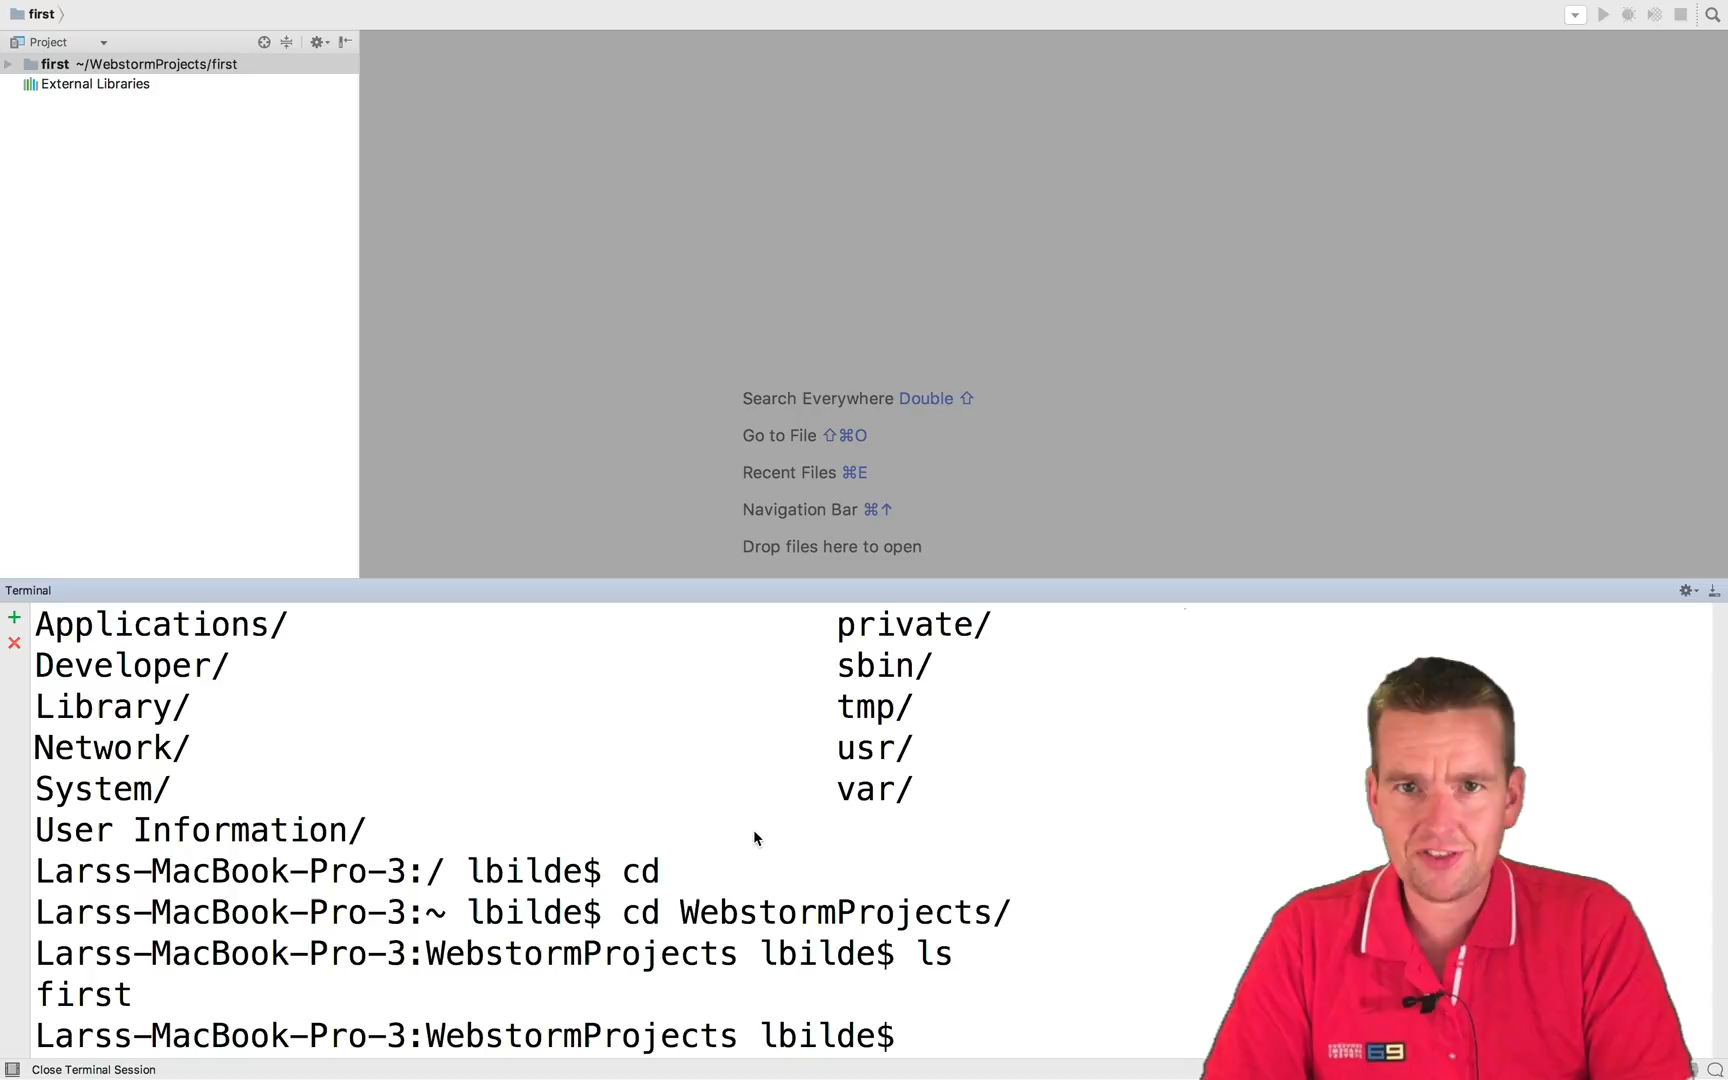 first
Project
first ~/WebstormProjects/first
External Libraries
Search Everywhere Double ⇧
Go to File ⇧⌘O
Recent Files ⌘E
Navigation Bar ⌘↑
Drop files here to open
Terminal
Applications/ private/
Developer/ sbin/
Library/ tmp/
Network/ usr/
System/ var/
User Information/
Larss-MacBook-Pro-3:/ lbilde$ cd
Larss-MacBook-Pro-3:~ lbilde$ cd WebstormProjects/
Larss-MacBook-Pro-3:WebstormProjects lbilde$ ls
first
Larss-MacBook-Pro-3:WebstormProjects lbilde$
69
Close Terminal Session